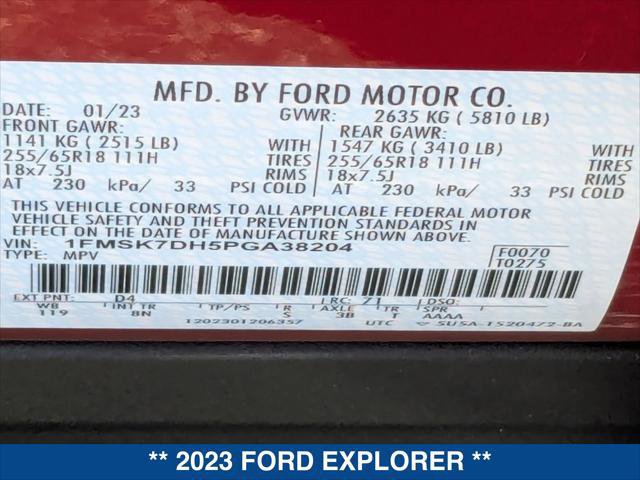 MFD. BY FORD MOTOR CO.
DATE: 01/23 GVWR: 2635 KG ( 5810 LB)
FRONT GAWR: REAR GAWR:
1141 KG ( 2515 LB) WITH 1547 KG ( 3410 LB) WITH
255/65R18 111H TIRES 255/65R18 111H TIRES
18x7.5J RIMS 18x7.5J RIMS
AT 230 kPa/ 33 PSI COLD AT 230 kPa/ 33 PSI COLD
THIS VEHICLE CONFORMS TO ALL APPLICABLE FEDERAL MOTOR
VEHICLE SAFETY AND THEFT PREVENTION STANDARDS IN
EFFECT ON THE DATE OF MANUFACTURE SHOWN ABOVE.
VIN: 1FMSK7DH5PGA38204 F0070
TYPE: MPV T0275
EXT PNT: D4 LRC: 71 DSO:
WB INT TR TP/PS R AXLE TR SPR
119 8N S 3B T AAAA
1202301206357 UTC 5U5A-1520472-BA
** 2023 FORD EXPLORER **